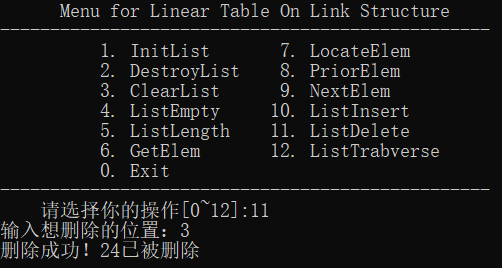 Menu for Linear Table On Link Structure
-------------------------------------------------
1. InitList 7. LocateElem
2. DestroyList 8. PriorElem
3. ClearList 9. NextElem
4. ListEmpty 10. ListInsert
5. ListLength 11. ListDelete
6. GetElem 12. ListTrabverse
0. Exit
-------------------------------------------------
请选择你的操作[0~12]:11
输入想删除的位置：3
删除成功！24已被删除